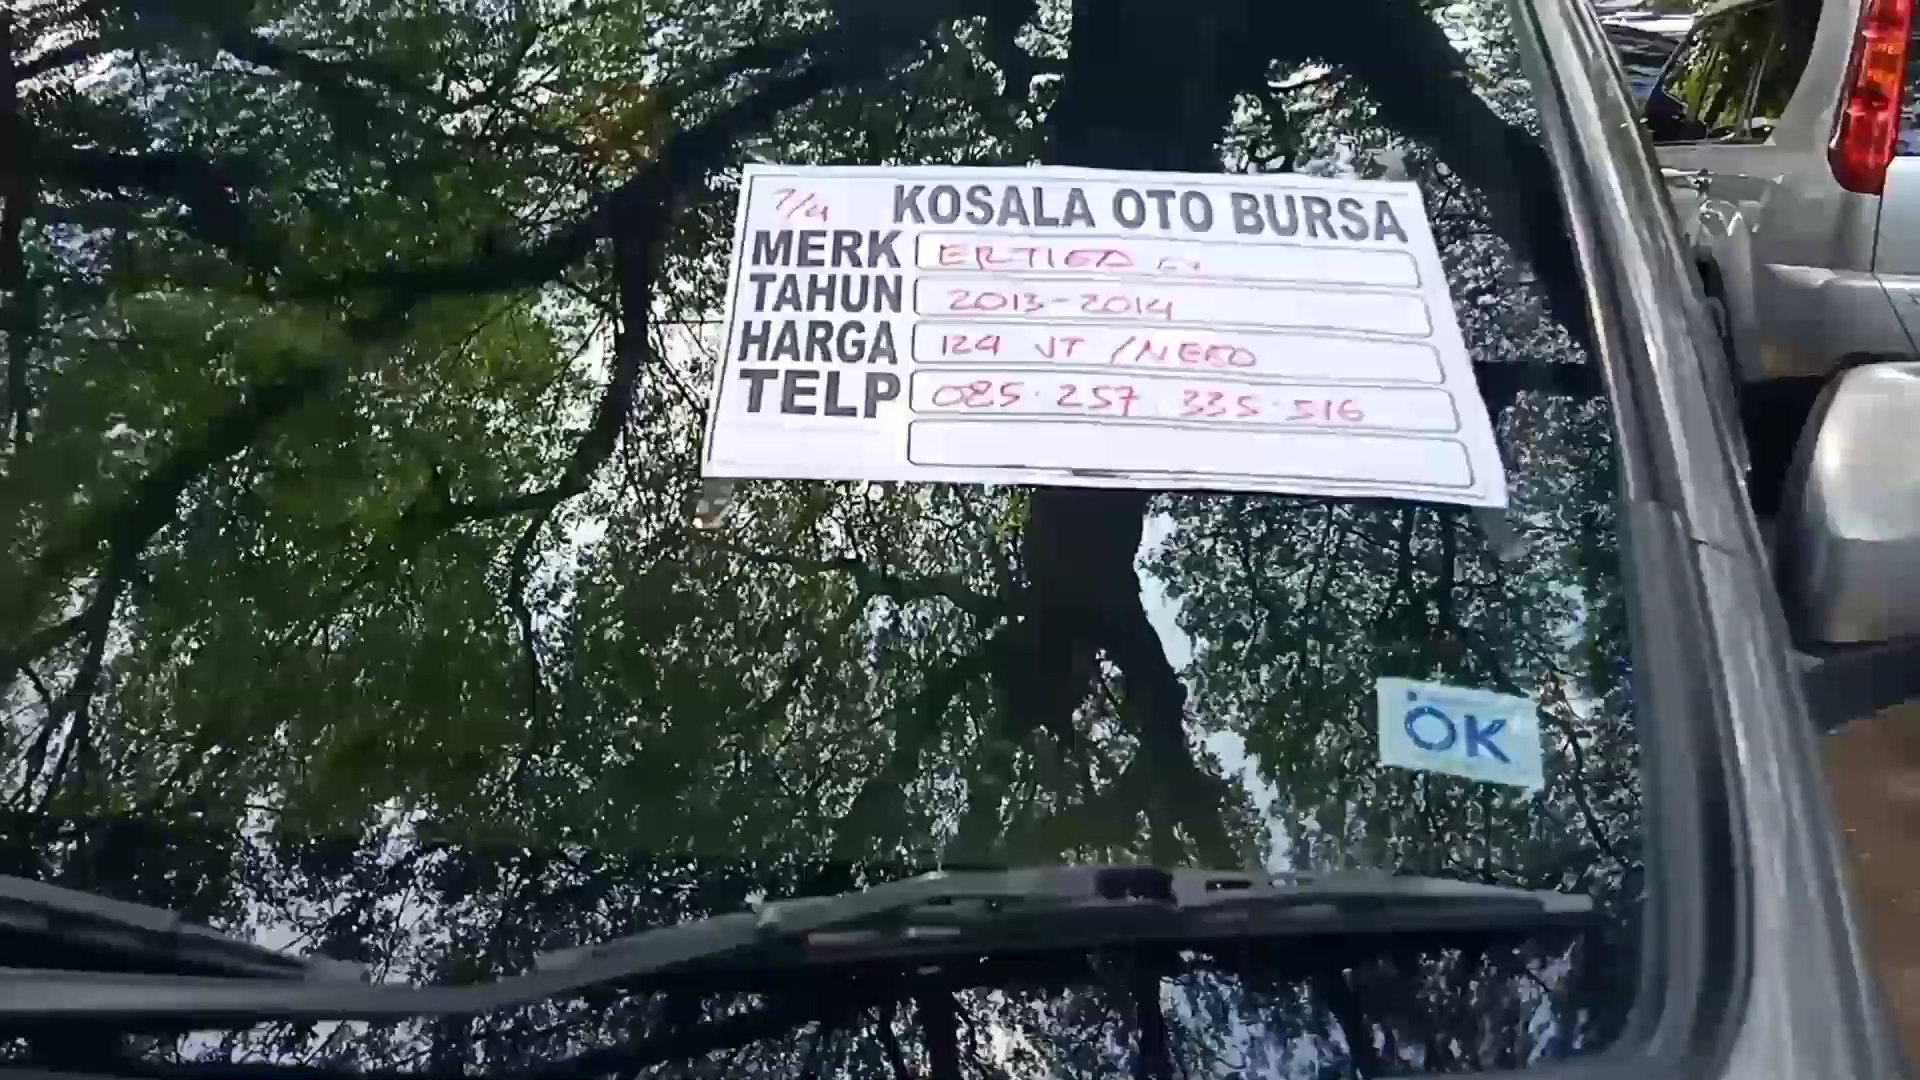 7/4 KOSALA OTO BURSA
MERK ERTIGA
TAHUN 2013-2014
HARGA 124 JT /NEGO
TELP 085.257.335.516
OK